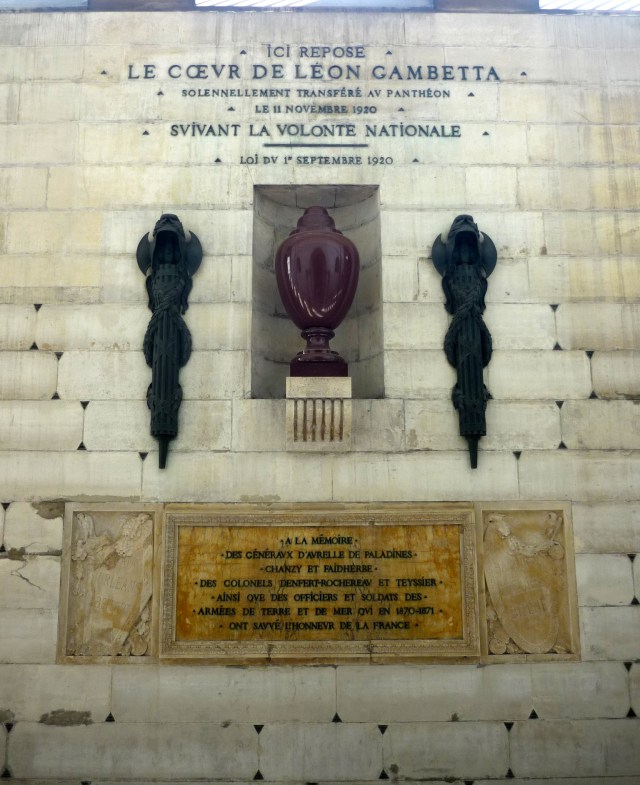 ICI REPOSE
LE CŒVR DE LÉON GAMBETTA
SOLENNELLEMENT TRANSFÉRÉ AV PANTHÉON
LE 11 NOVEMBRE 1920
SVIVANT LA VOLONTÉ NATIONALE
LOI DV 1ER SEPTEMBRE 1920
· A LA MÉMOIRE ·
· DES GÉNÉRAVX D'AVRELLE DE PALADINES ·
· CHANZY ET FAIDHERBE ·
· DES COLONELS DENFERT-ROCHEREAV ET TEYSSIER ·
· AINSI QVE DES OFFICIERS ET SOLDATS DES ·
· ARMÉES DE TERRE ET DE MER QVI EN 1870-1871 ·
· ONT SAVVÉ L'HONNEVR DE LA FRANCE ·